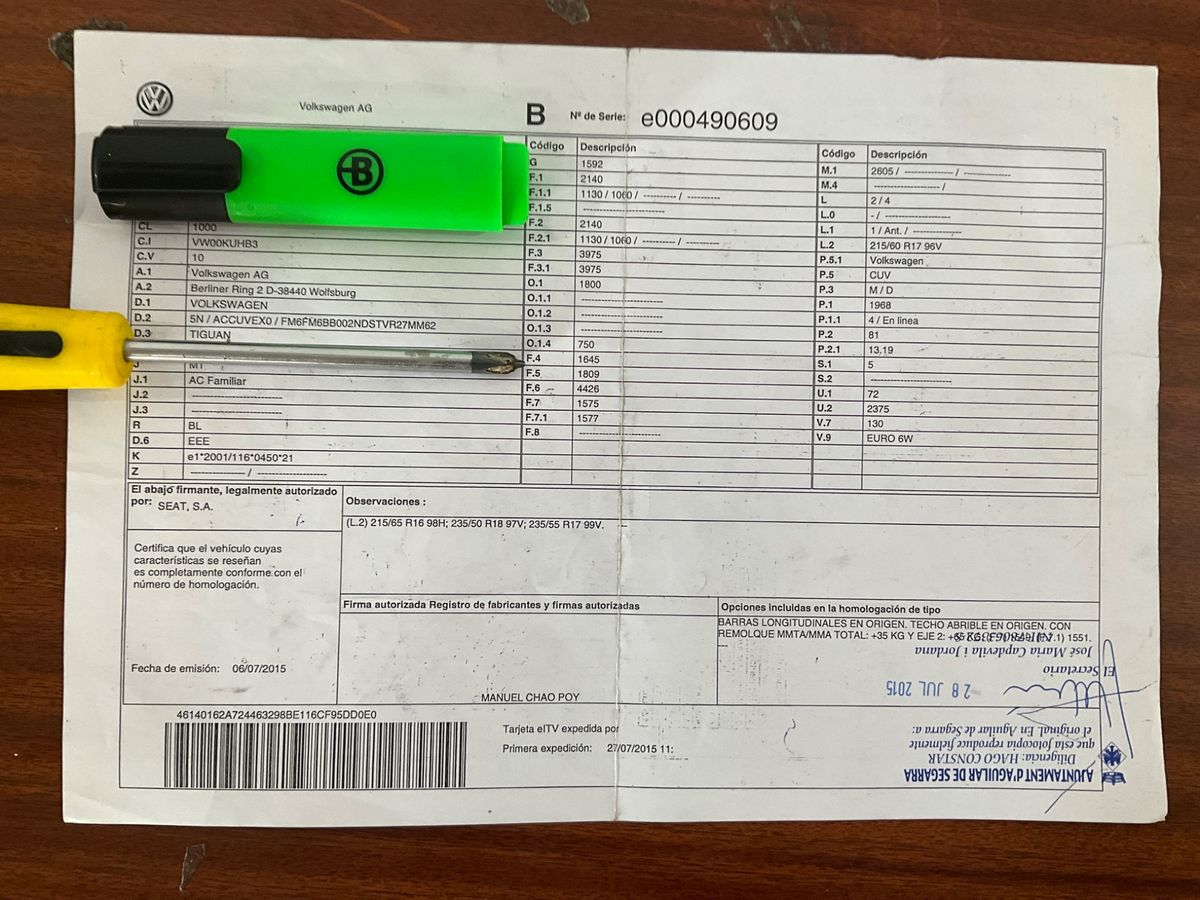 Volkswagen AG
B Nº de Serie: e000490609
Código Descripción
G 1592
F.1 2140
F.1.1 1130 / 1060 / ---------- / ----------
F.1.5 -------------------------
F.2 2140
F.2.1 1130 / 1060 / ---------- / ----------
F.3 3975
F.3.1 3975
O.1 1800
O.1.1 -------------------------
O.1.2 -------------------------
O.1.3 -------------------------
O.1.4 750
F.4 1645
F.5 1809
F.6 4426
F.7 1575
F.7.1 1577
F.8 -------------------------
Código Descripción
M.1 2605 / --------------- / --------------
M.4 --------------------- /
L 2 / 4
L.0 - / --------------------
L.1 1 / Ant. / ---------------
L.2 215/60 R17 96V
P.5.1 Volkswagen
P.5 CUV
P.3 M / D
P.1 1968
P.1.1 4 / En linea
P.2 81
P.2.1 13,19
S.1 5
S.2 -------------------------
U.1 72
U.2 2375
V.7 130
V.9 EURO 6W
B
CL 1000
C.I VW00KUHB3
C.V 10
A.1 Volkswagen AG
A.2 Berliner Ring 2 D-38440 Wolfsburg
D.1 VOLKSWAGEN
D.2 5N / ACCUVEX0 / FM6FM6BB002NDSTVR27MM62
D.3 TIGUAN
J M1
J.1 AC Familiar
J.2 ----------------------------
J.3 ----------------------------
R BL
D.6 EEE
K e1*2001/116*0450*21
Z ---------------- / ---------------------
El abajo firmante, legalmente autorizado
por: SEAT, S.A.
Certifica que el vehículo cuyas
características se reseñan
es completamente conforme con el
número de homologación.
Fecha de emisión: 06/07/2015
Observaciones :
(L.2) 215/65 R16 98H; 235/50 R18 97V; 235/55 R17 99V. ---
Firma autorizada Registro de fabricantes y firmas autorizadas
MANUEL CHAO POY
Opciones incluidas en la homologación de tipo
BARRAS LONGITUDINALES EN ORIGEN. TECHO ABRIBLE EN ORIGEN. CON
REMOLQUE MMTA/MMA TOTAL: +35 KG Y EJE 2: 1551.
---
46140162A724463298BE116CF95DD0E0
Tarjeta eITV expedida por
Primera expedición: 27/07/2015 11:
AJUNTAMENT D'AGUILAR DE SEGARRA
Diligencia: HAGO CONSTAR
que esta fotocopia reproduce fielmente
el original. En Aguilar de Segarra a:
28 JUL 2015
El Secretario
José Maria Capdevila i Jordana